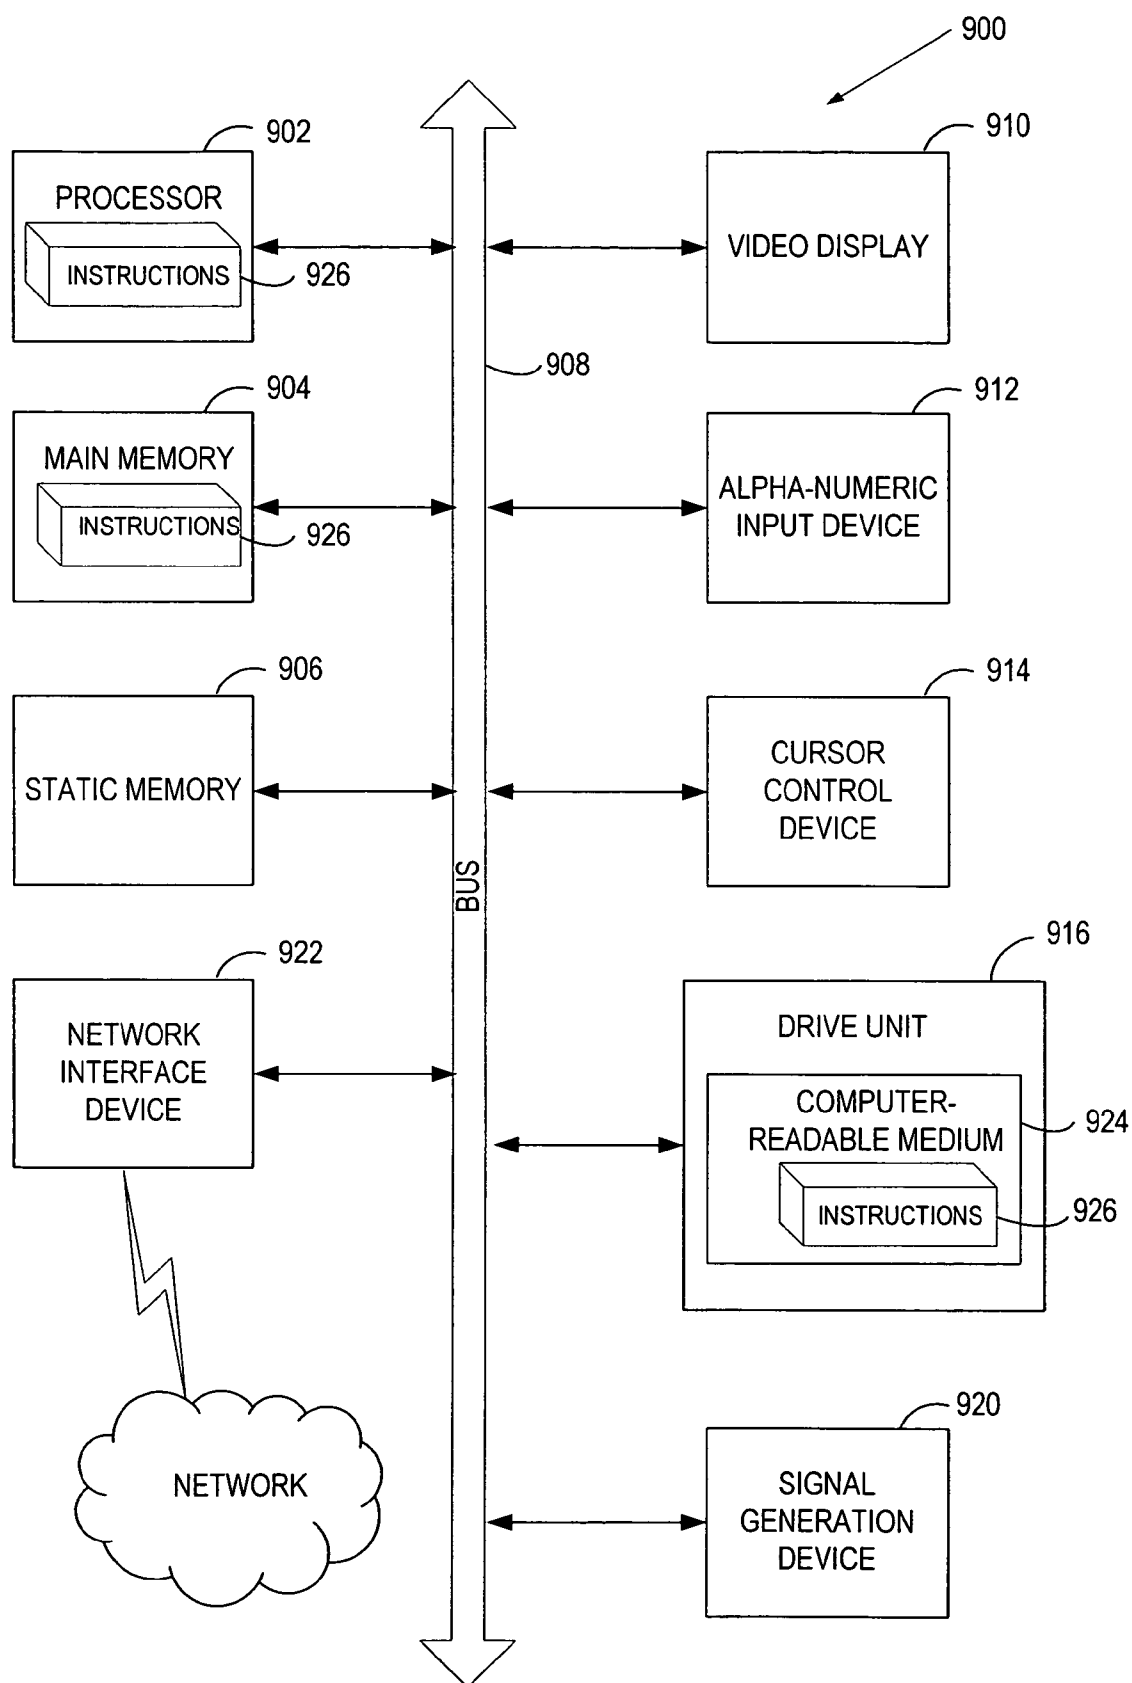 900
902
PROCESSOR
INSTRUCTIONS
926
910
VIDEO DISPLAY
908
904
MAIN MEMORY
INSTRUCTIONS
926
912
ALPHA-NUMERIC
INPUT DEVICE
906
STATIC MEMORY
914
CURSOR
CONTROL
DEVICE
BUS
922
NETWORK
INTERFACE
DEVICE
916
DRIVE UNIT
COMPUTER-
READABLE MEDIUM
924
INSTRUCTIONS
926
NETWORK
920
SIGNAL
GENERATION
DEVICE